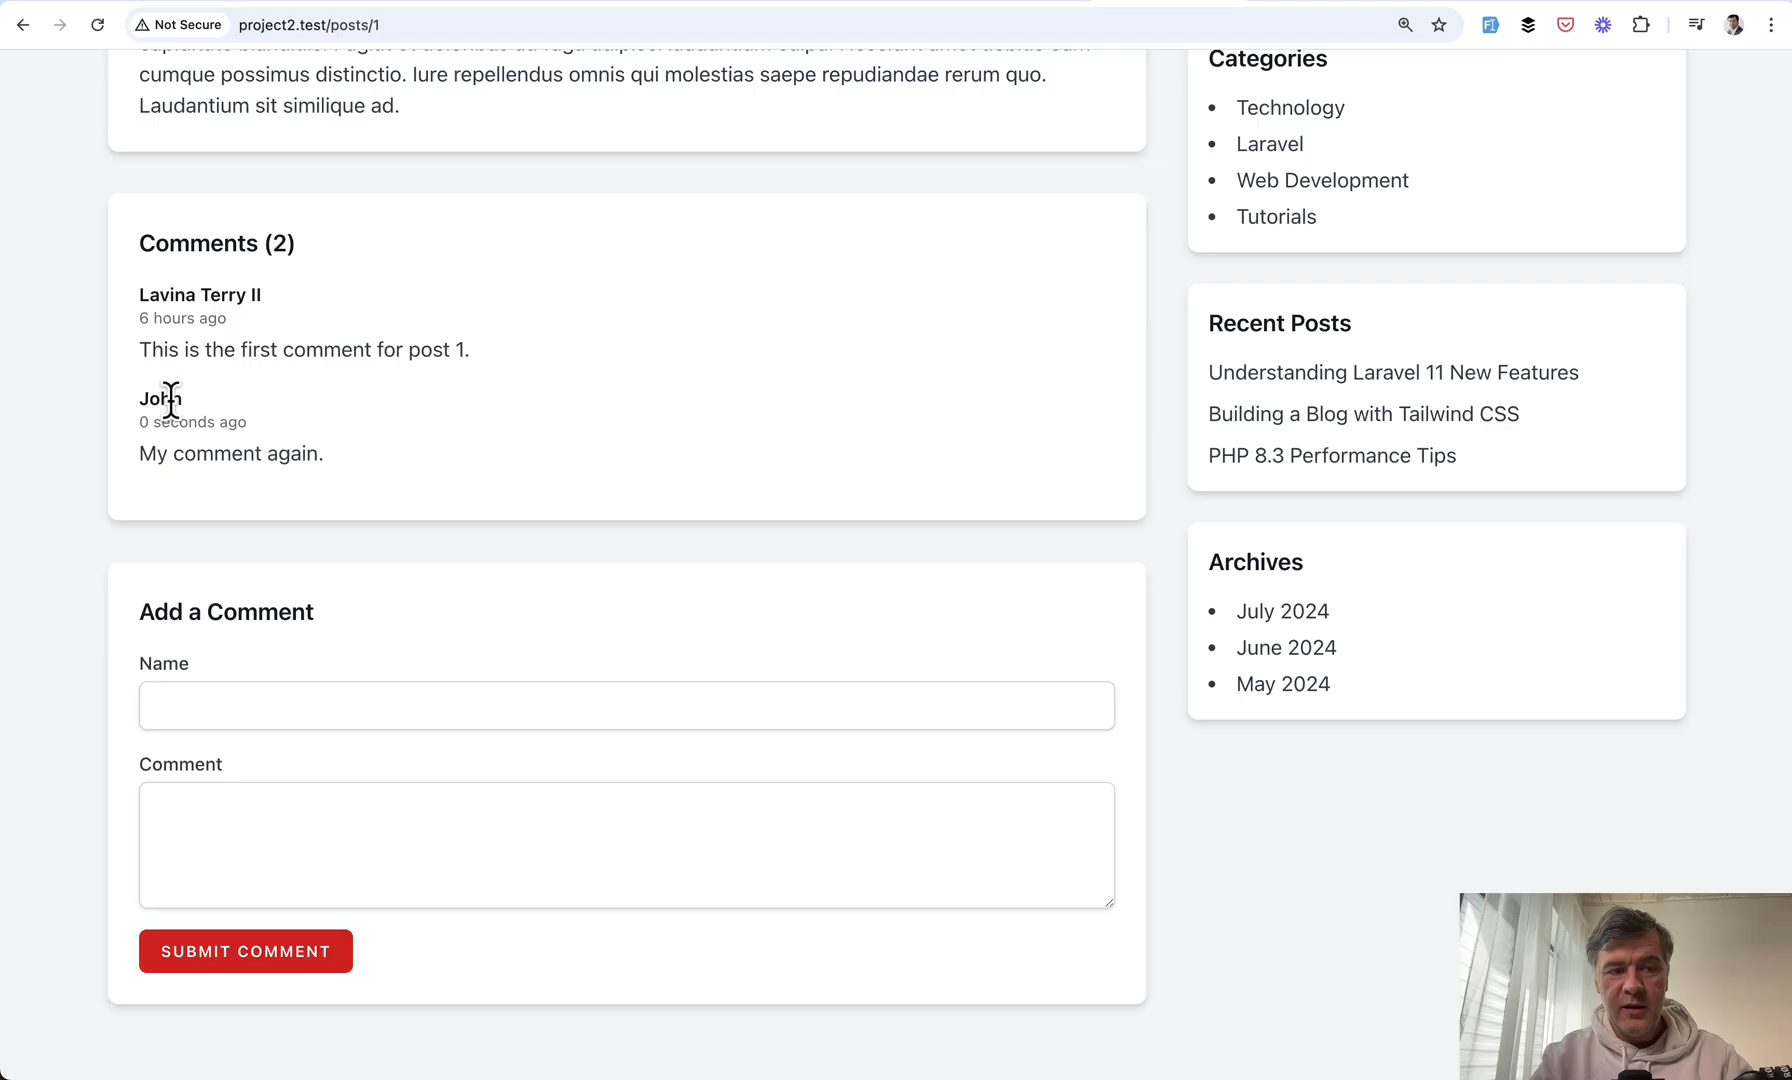 Not Secure
project2.test/posts/1
cumque possimus distinctio. Iure repellendus omnis qui molestias saepe repudiandae rerum quo.
Laudantium sit similique ad.
Comments (2)
Lavina Terry II
6 hours ago
This is the first comment for post 1.
John
0 seconds ago
My comment again.
Add a Comment
Name
Comment
SUBMIT COMMENT
Categories
Technology
Laravel
Web Development
Tutorials
Recent Posts
Understanding Laravel 11 New Features
Building a Blog with Tailwind CSS
PHP 8.3 Performance Tips
Archives
July 2024
June 2024
May 2024